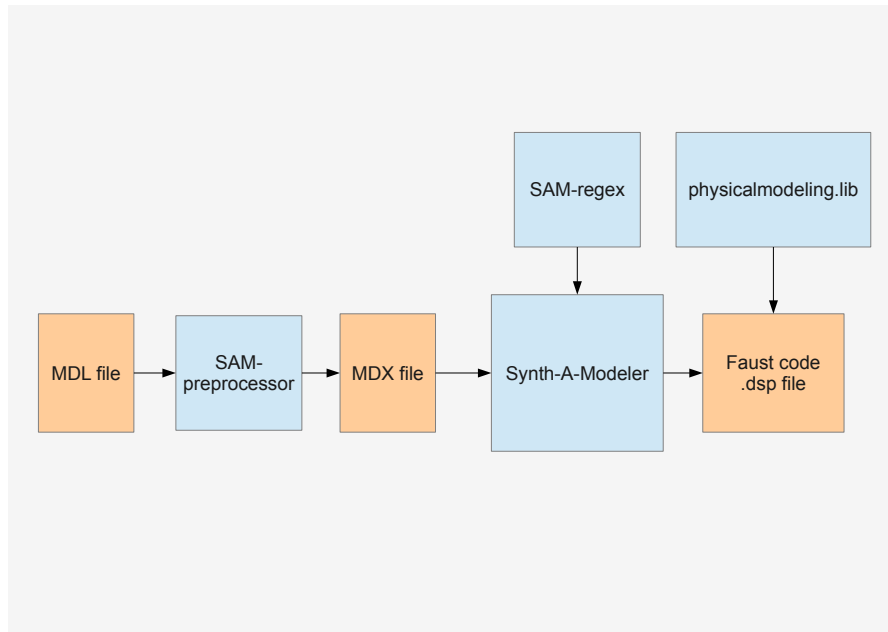 SAM-regex
physicalmodeling.lib
MDL file
SAM-
preprocessor
MDX file
Synth-A-Modeler
Faust code
.dsp file